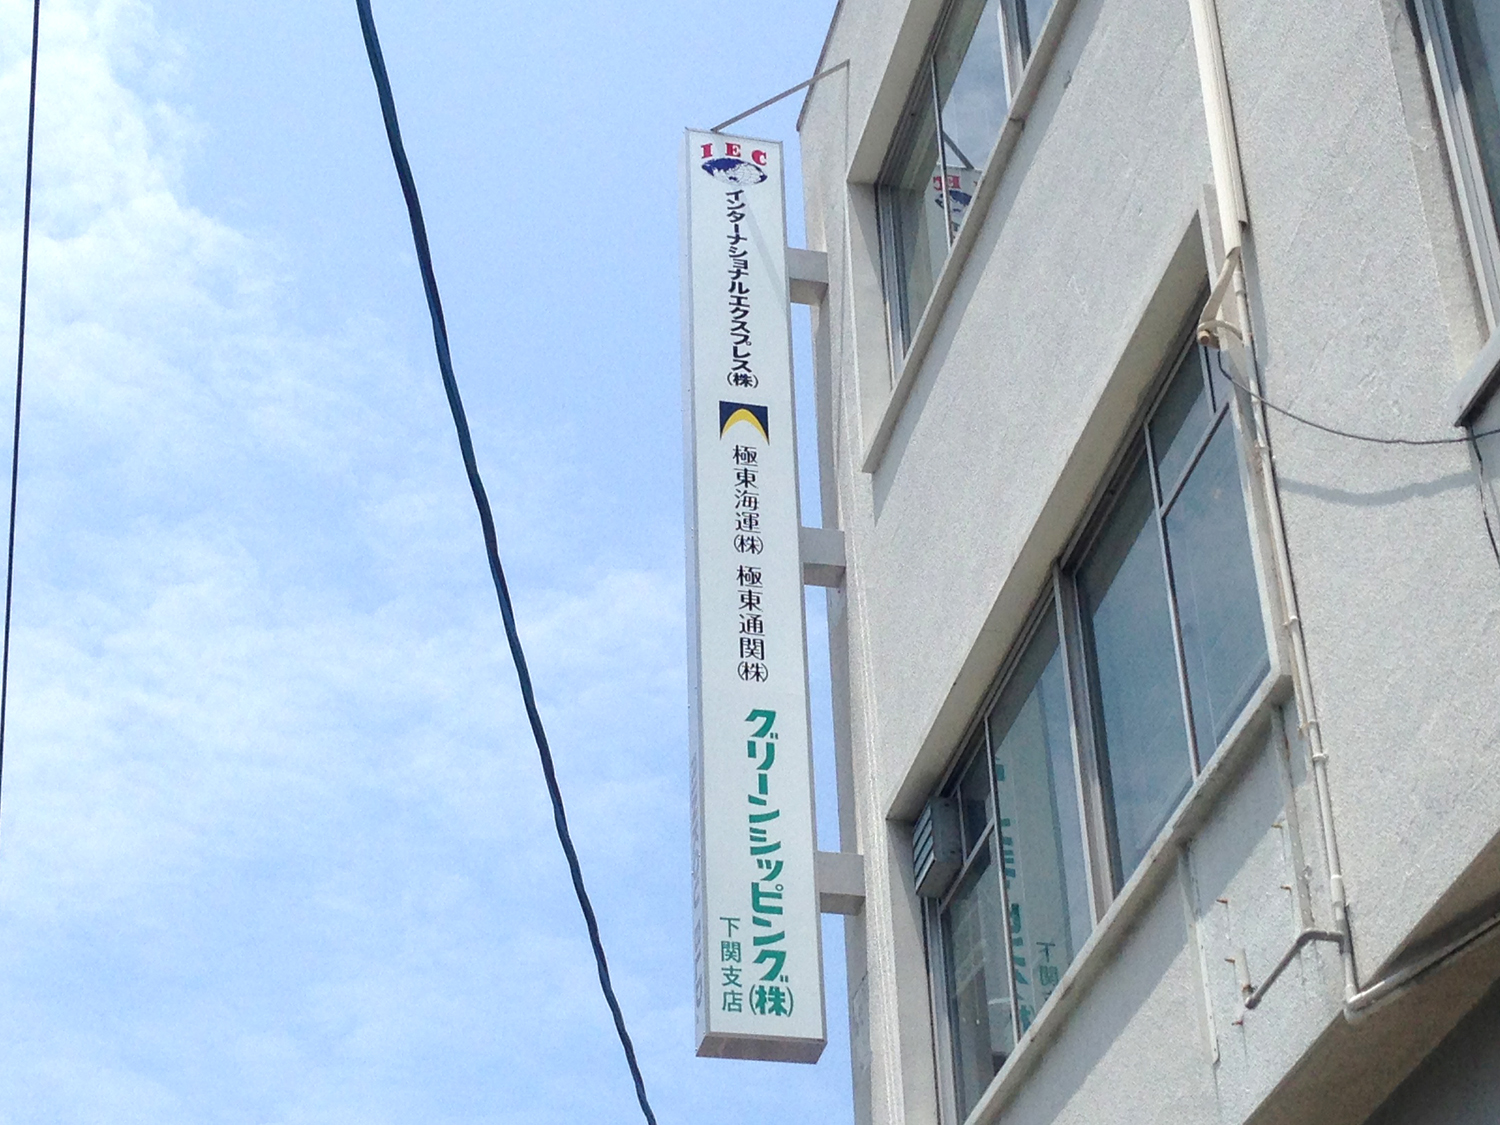 IEC
インターナショナルエクスプレス(株)
極東海運(株)
極東通関(株)
グリーンシッピング(株)
下関支店